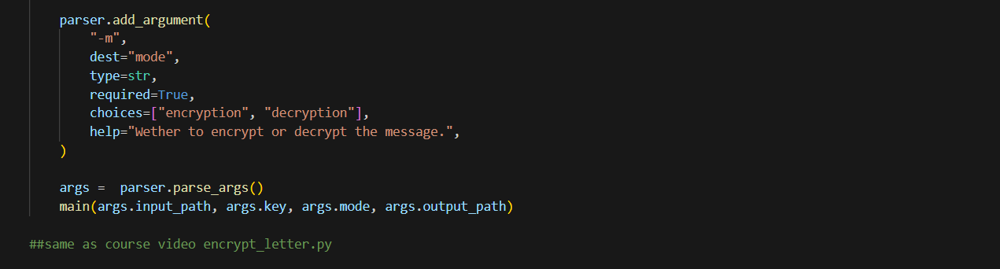 parser.add_argument(
"-m",
dest="mode",
type=str,
required=True,
choices=["encryption", "decryption"],
help="Wether to encrypt or decrypt the message.",
)
args =  parser.parse_args()
main(args.input_path, args.key, args.mode, args.output_path)
##same as course video encrypt_letter.py